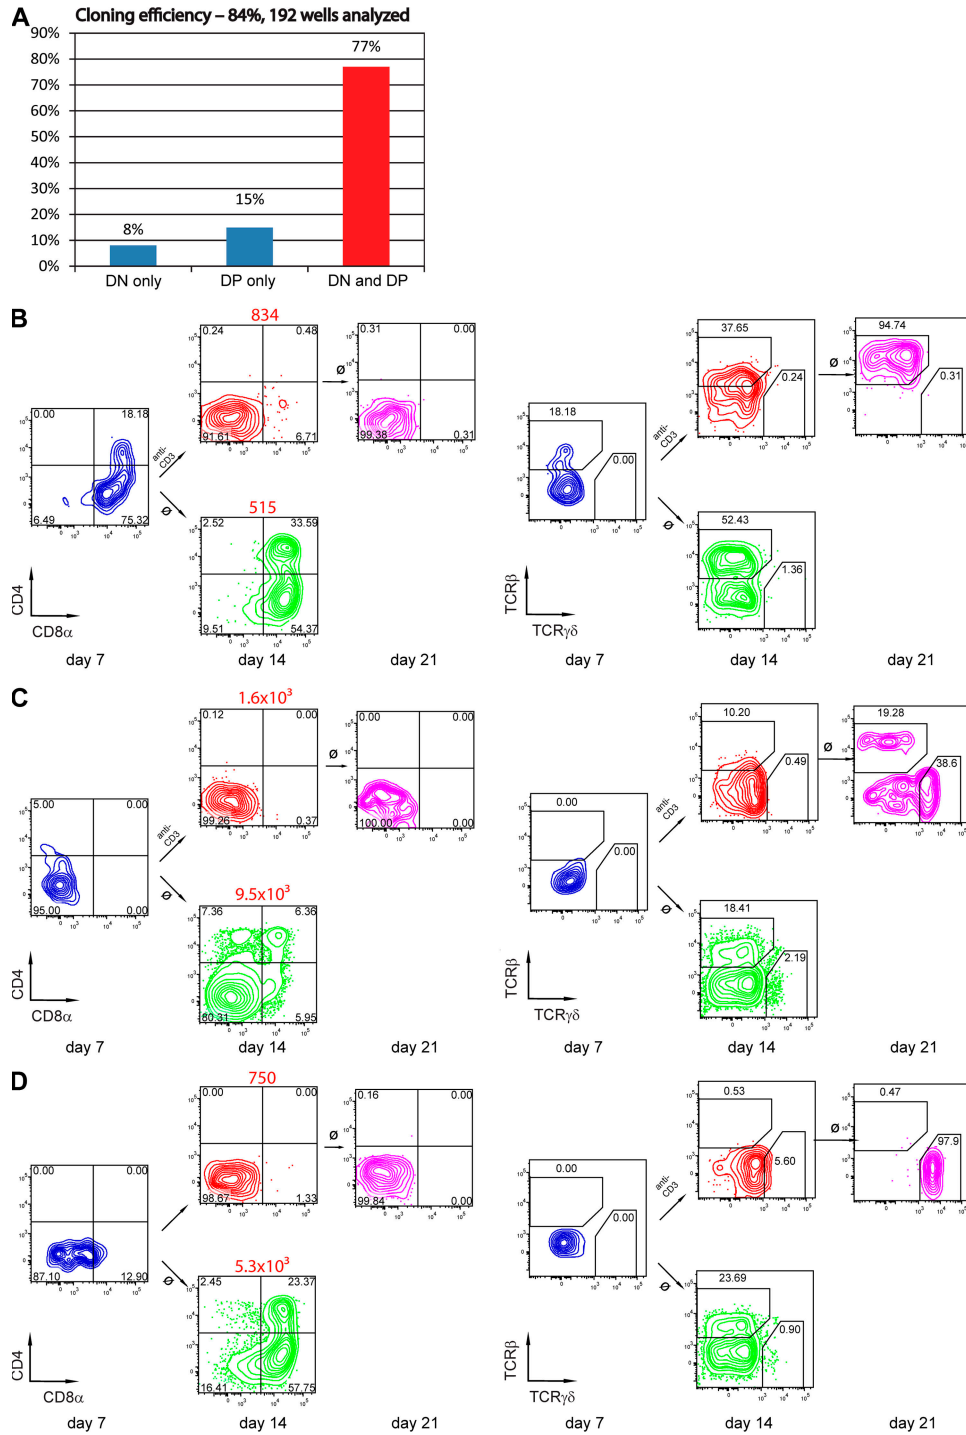 A
Cloning efficiency – 84%, 192 wells analyzed
90%
80%
70%
60%
50%
40%
30%
20%
10%
0%
8%
15%
77%
DN only
DP only
DN and DP
B
834
0.24 0.48
91.61 6.71
Ø
0.31 0.00
99.38 0.31
0.00 18.18
6.49 75.32
anti-CD3
Ø
515
2.52 33.59
9.51 54.37
CD4
CD8α
day 7
day 14
day 21
18.18
0.00
anti-CD3
Ø
37.65
0.24
Ø
94.74
0.31
52.43
1.36
TCRβ
TCRγδ
day 7
day 14
day 21
C
1.6x10³
0.12 0.00
99.26 0.37
Ø
0.00 0.00
100.00 0.00
5.00 0.00
95.00 0.00
anti-CD3
Ø
9.5x10³
7.36 6.36
80.31 5.95
CD4
CD8α
day 7
day 14
day 21
0.00
0.00
anti-CD3
Ø
10.20
0.49
Ø
19.28
38.6
18.41
2.19
TCRβ
TCRγδ
day 7
day 14
day 21
D
750
0.00 0.00
98.67 1.33
Ø
0.16 0.00
99.84 0.00
0.00 0.00
87.10 12.90
Ø
5.3x10³
2.45 23.37
16.41 57.75
CD4
CD8α
day 7
day 14
day 21
0.00
0.00
anti-CD3
Ø
0.53
5.60
Ø
0.47
97.9
23.69
0.90
TCRβ
TCRγδ
day 7
day 14
day 21